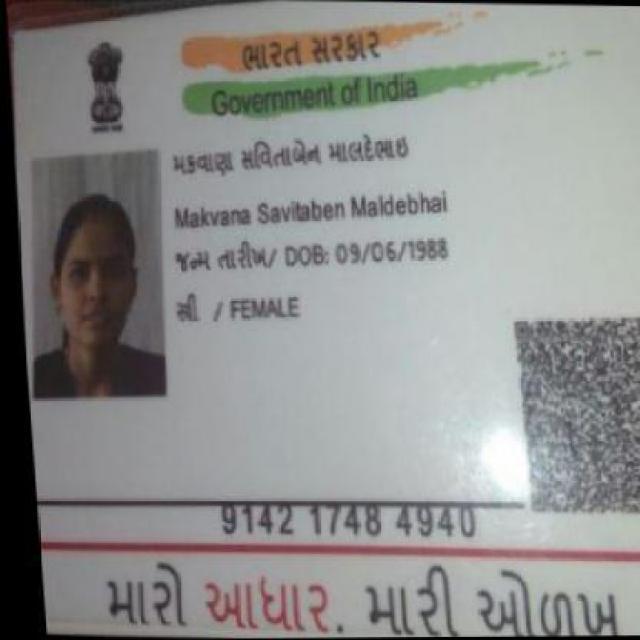 ભારત સરકાર
Government of India
મકવાણા સવિતાબેન માલદેભાઇ
Makvana Savitaben Maldebhai
જન્મ તારીખ/ DOB: 09/06/1988
સ્ત્રી / FEMALE
9142 1748 4940
મારો આધાર. મારી ઓળખ